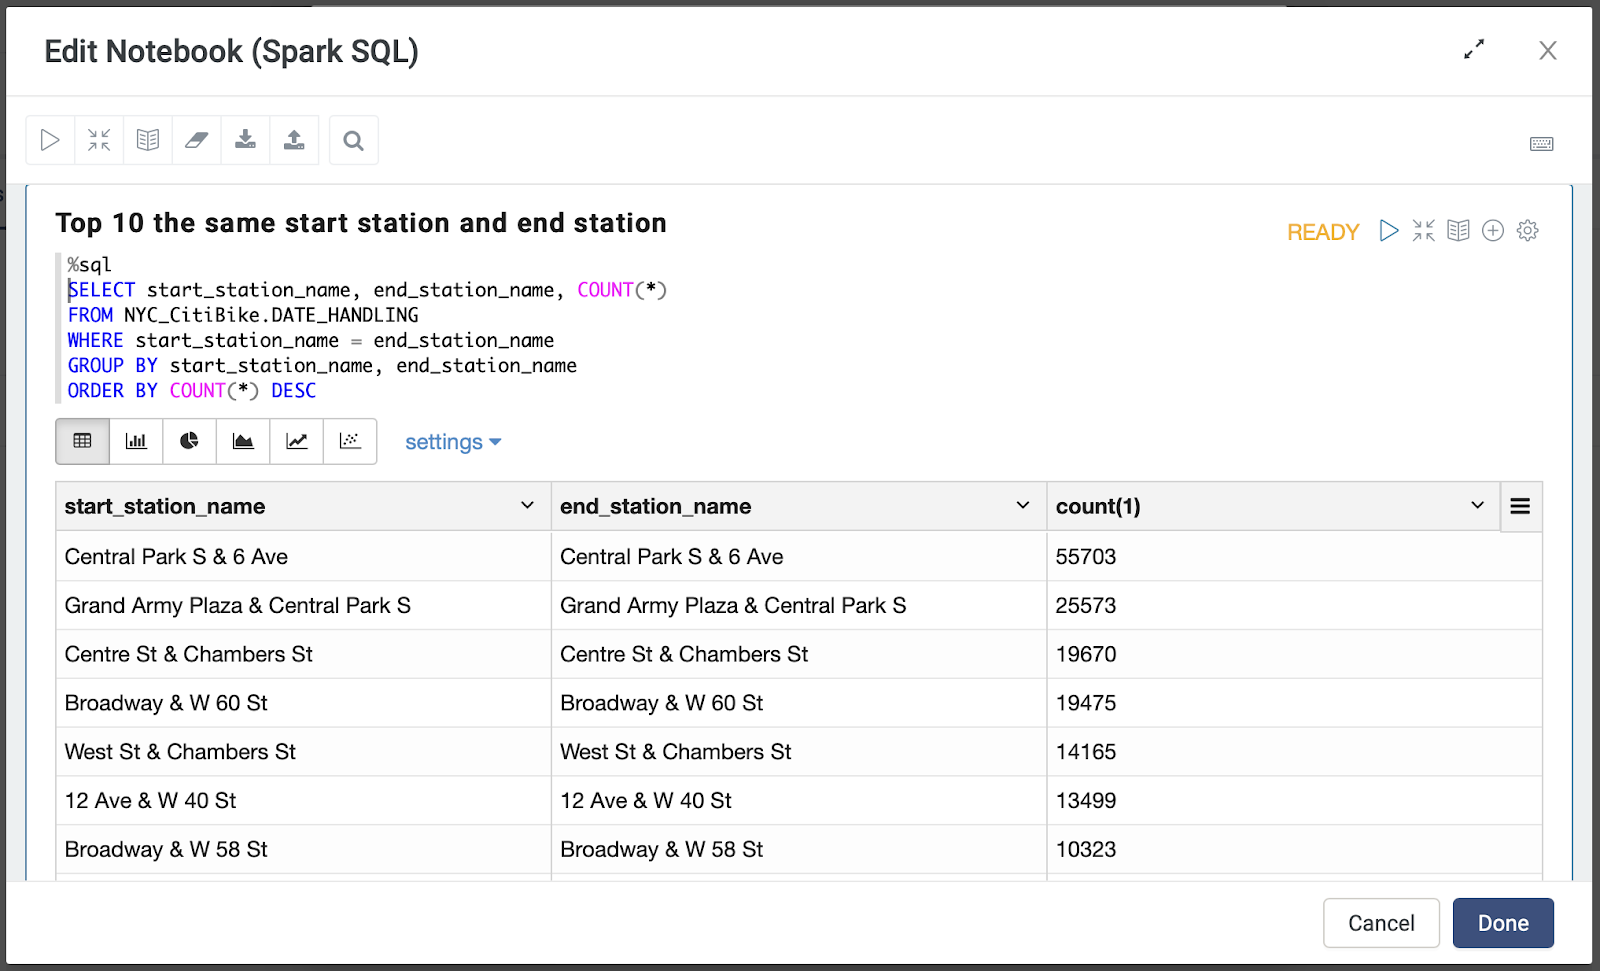 Edit Notebook (Spark SQL)
Top 10 the same start station and end station
READY
%sql
SELECT start_station_name, end_station_name, COUNT(*)
FROM NYC_CitiBike.DATE_HANDLING
WHERE start_station_name = end_station_name
GROUP BY start_station_name, end_station_name
ORDER BY COUNT(*) DESC
settings
start_station_name end_station_name count(1)
Central Park S & 6 Ave Central Park S & 6 Ave 55703
Grand Army Plaza & Central Park S Grand Army Plaza & Central Park S 25573
Centre St & Chambers St Centre St & Chambers St 19670
Broadway & W 60 St Broadway & W 60 St 19475
West St & Chambers St West St & Chambers St 14165
12 Ave & W 40 St 12 Ave & W 40 St 13499
Broadway & W 58 St Broadway & W 58 St 10323
Cancel Done